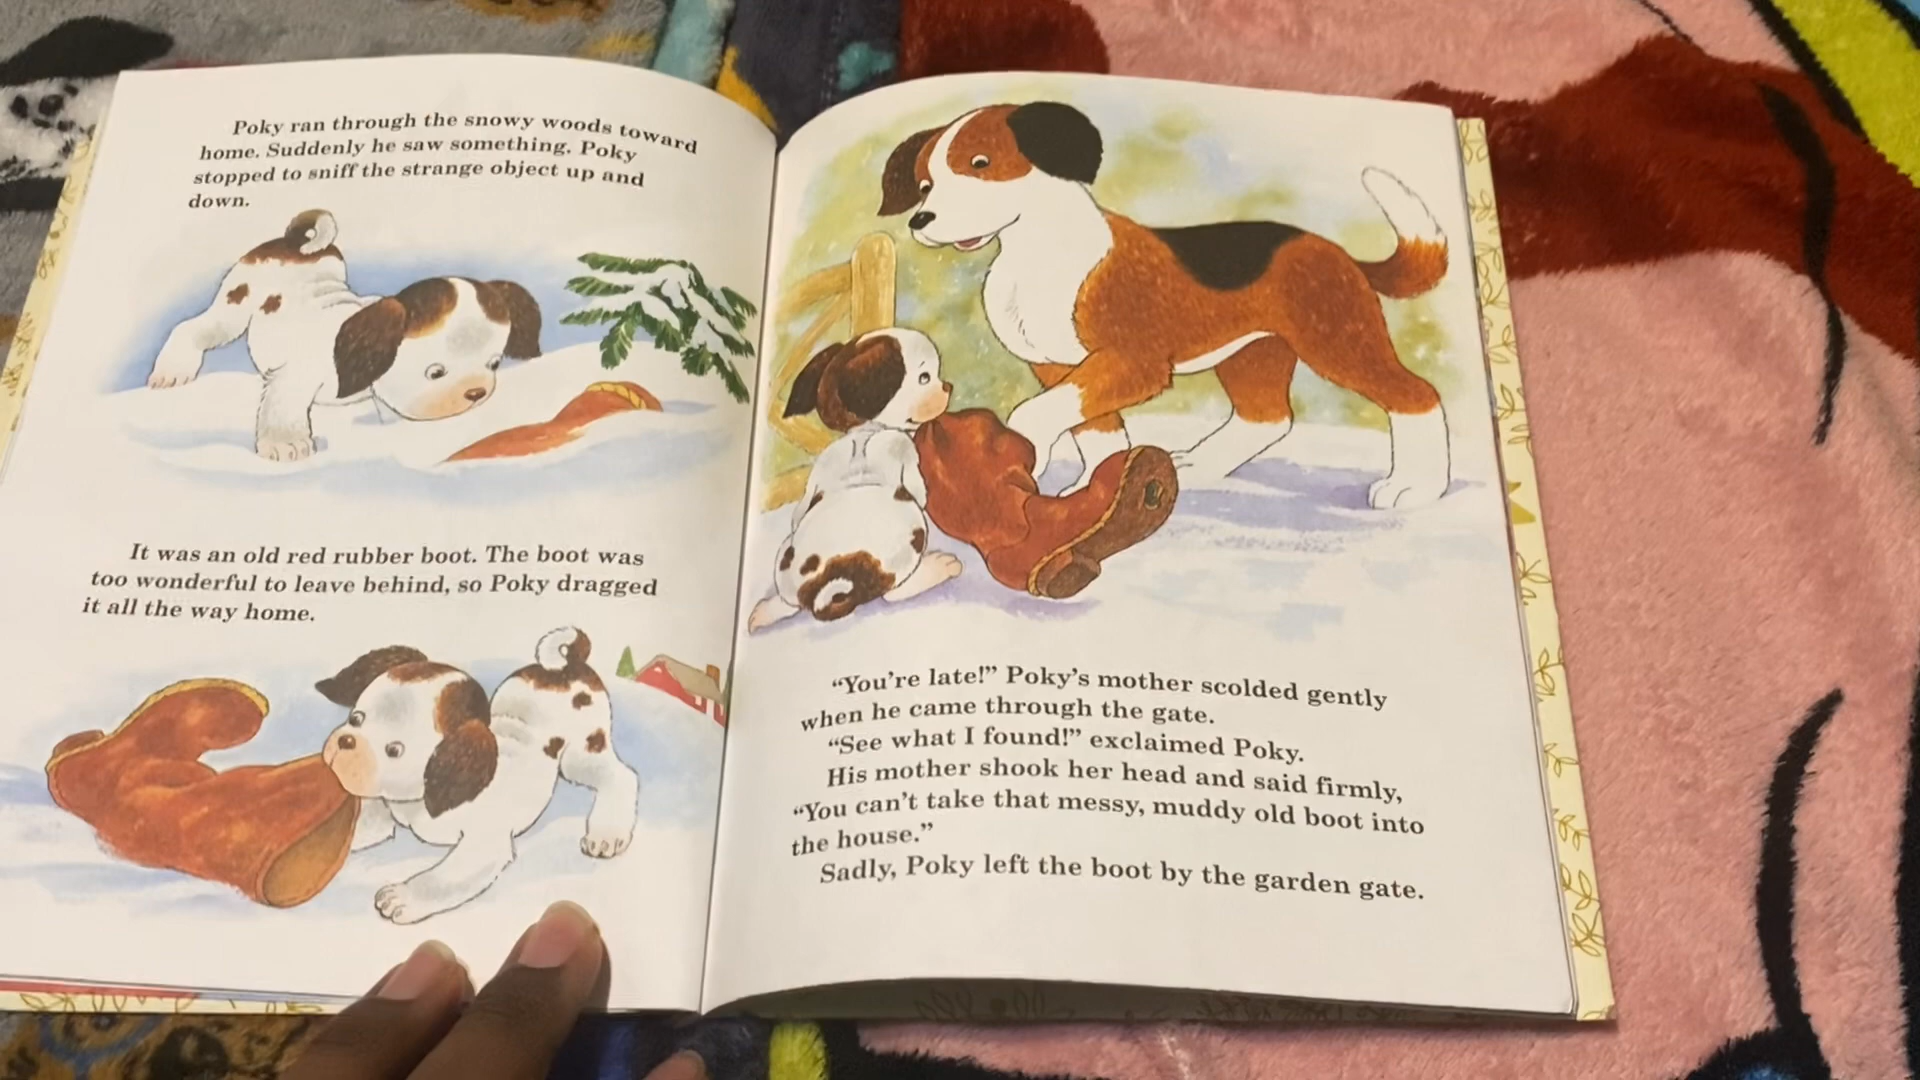 Poky ran through the snowy woods toward
home. Suddenly he saw something. Poky
stopped to sniff the strange object up and
down.
It was an old red rubber boot. The boot was
too wonderful to leave behind, so Poky dragged
it all the way home.
“You’re late!” Poky’s mother scolded gently
when he came through the gate.
“See what I found!” exclaimed Poky.
His mother shook her head and said firmly,
“You can’t take that messy, muddy old boot into
the house.”
Sadly, Poky left the boot by the garden gate.